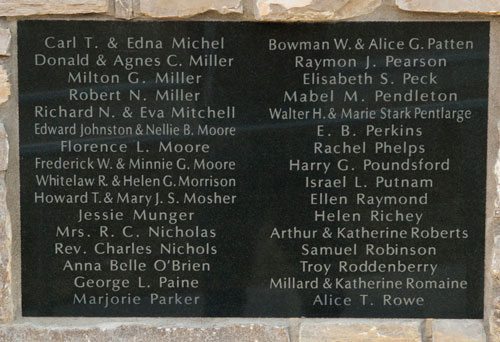 Carl T. & Edna Michel
Donald & Agnes C. Miller
Milton G. Miller
Robert N. Miller
Richard N. & Eva Mitchell
Edward Johnston & Nellie B. Moore
Florence L. Moore
Frederick W. & Minnie G. Moore
Whitelaw R. & Helen G. Morrison
Howard T. & Mary J. S. Mosher
Jessie Munger
Mrs. R. C. Nicholas
Rev. Charles Nichols
Anna Belle O'Brien
George L. Paine
Marjorie Parker
Bowman W. & Alice G. Patten
Raymon J. Pearson
Elisabeth S. Peck
Mabel M. Pendleton
Walter H. & Marie Stark Pentlarge
E. B. Perkins
Rachel Phelps
Harry G. Poundsford
Israel L. Putnam
Ellen Raymond
Helen Richey
Arthur & Katherine Roberts
Samuel Robinson
Troy Roddenberry
Millard & Katherine Romaine
Alice T. Rowe